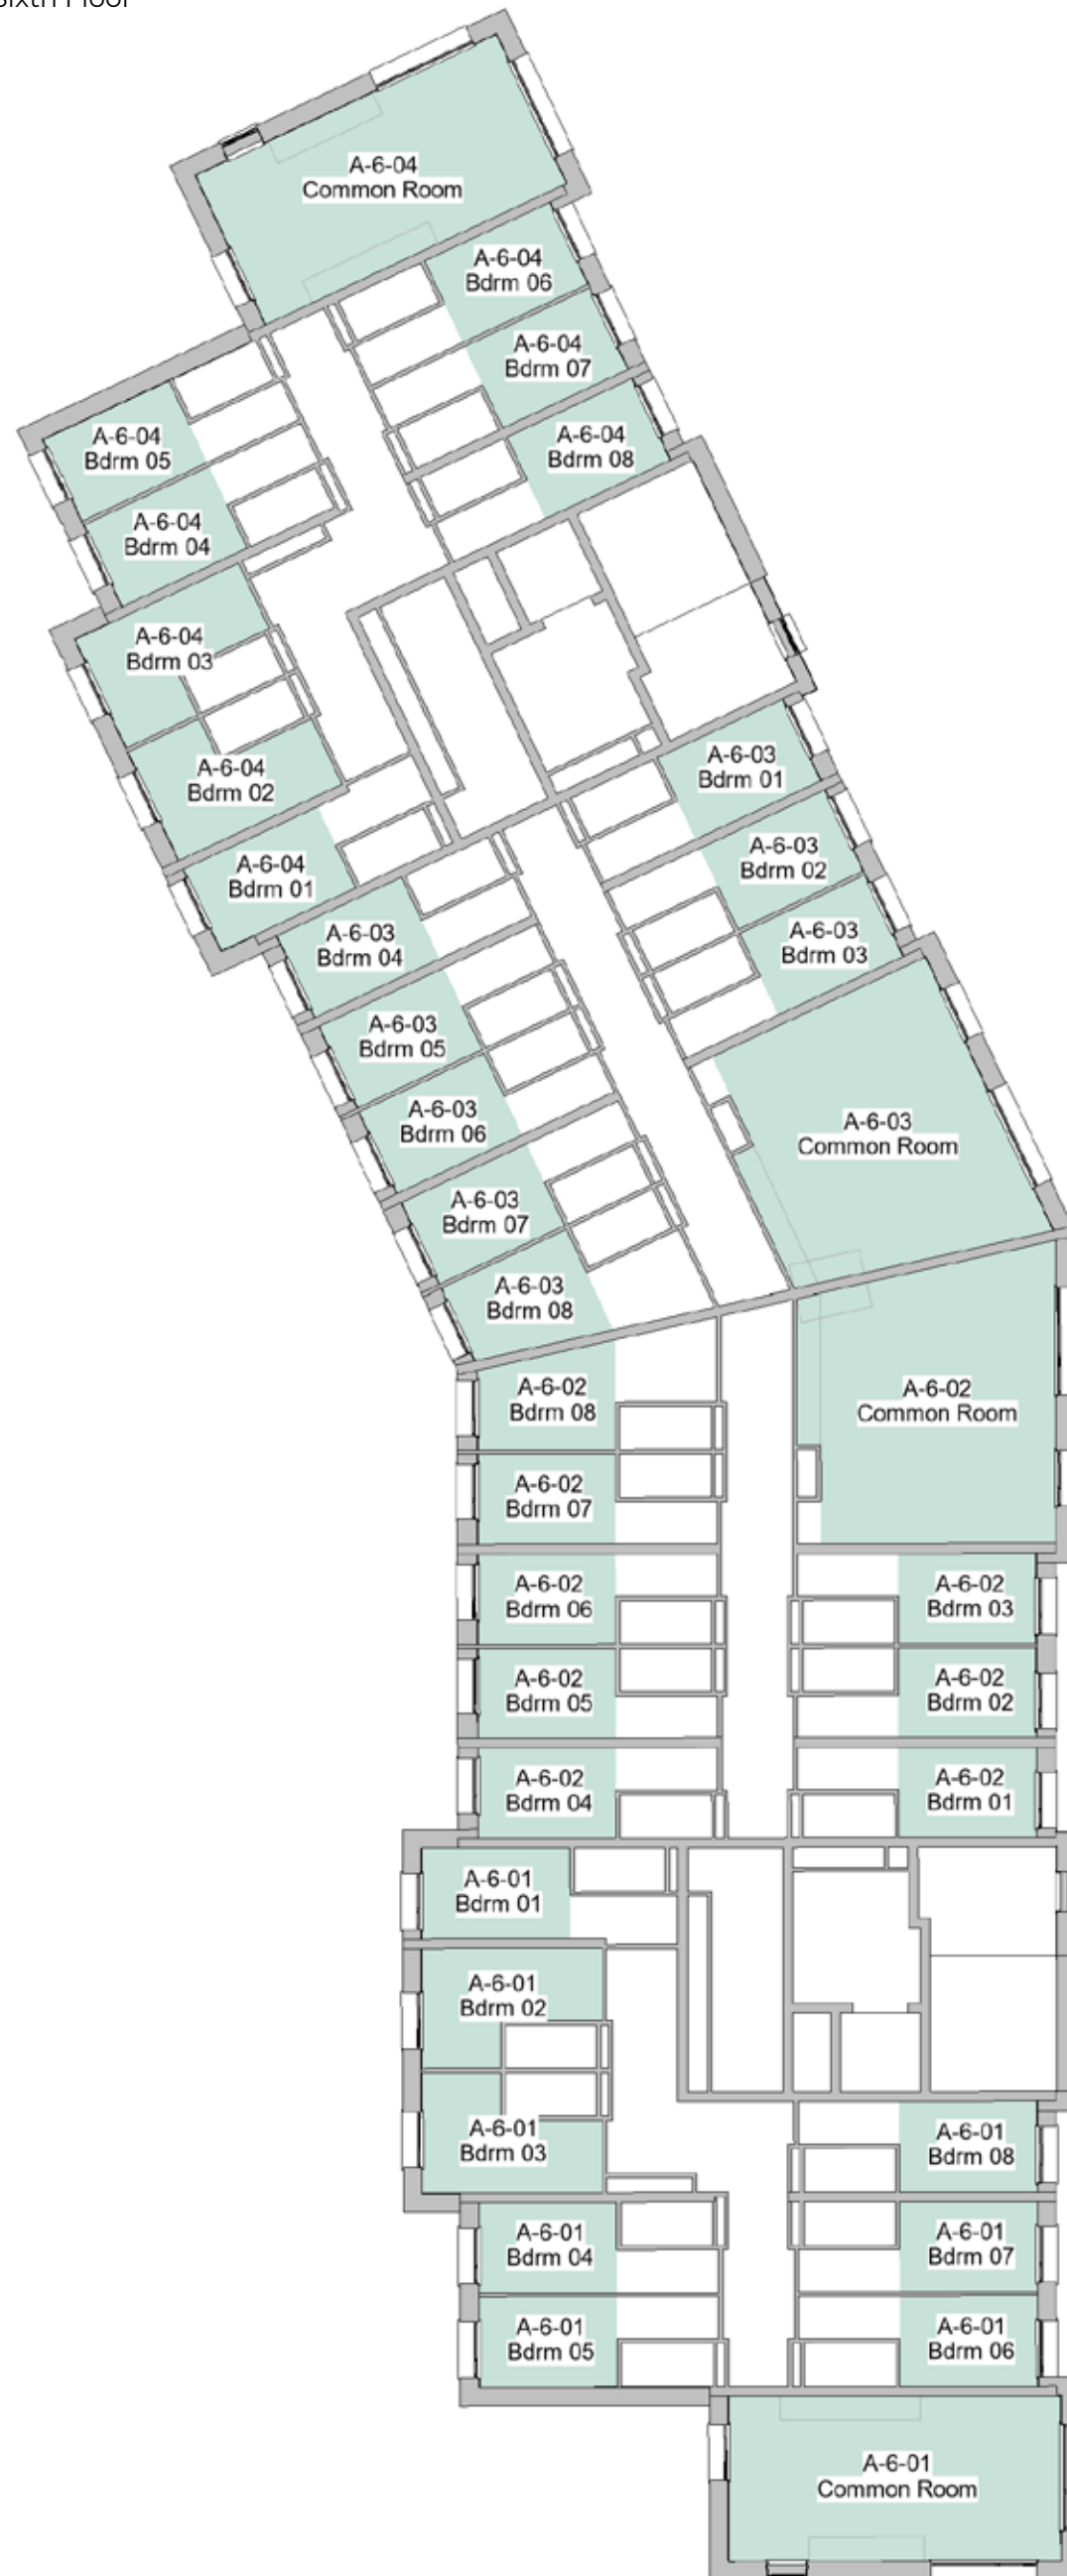 Sixth Floor
A-6-04
Common Room
A-6-04
Bdrm 06
A-6-04
Bdrm 07
A-6-04
Bdrm 08
A-6-04
Bdrm 05
A-6-04
Bdrm 04
A-6-04
Bdrm 03
A-6-04
Bdrm 02
A-6-04
Bdrm 01
A-6-03
Bdrm 01
A-6-03
Bdrm 02
A-6-03
Bdrm 03
A-6-03
Bdrm 04
A-6-03
Bdrm 05
A-6-03
Bdrm 06
A-6-03
Common Room
A-6-03
Bdrm 07
A-6-03
Bdrm 08
A-6-02
Bdrm 08
A-6-02
Common Room
A-6-02
Bdrm 07
A-6-02
Bdrm 06
A-6-02
Bdrm 03
A-6-02
Bdrm 05
A-6-02
Bdrm 02
A-6-02
Bdrm 04
A-6-02
Bdrm 01
A-6-01
Bdrm 01
A-6-01
Bdrm 02
A-6-01
Bdrm 03
A-6-01
Bdrm 08
A-6-01
Bdrm 04
A-6-01
Bdrm 07
A-6-01
Bdrm 05
A-6-01
Bdrm 06
A-6-01
Common Room